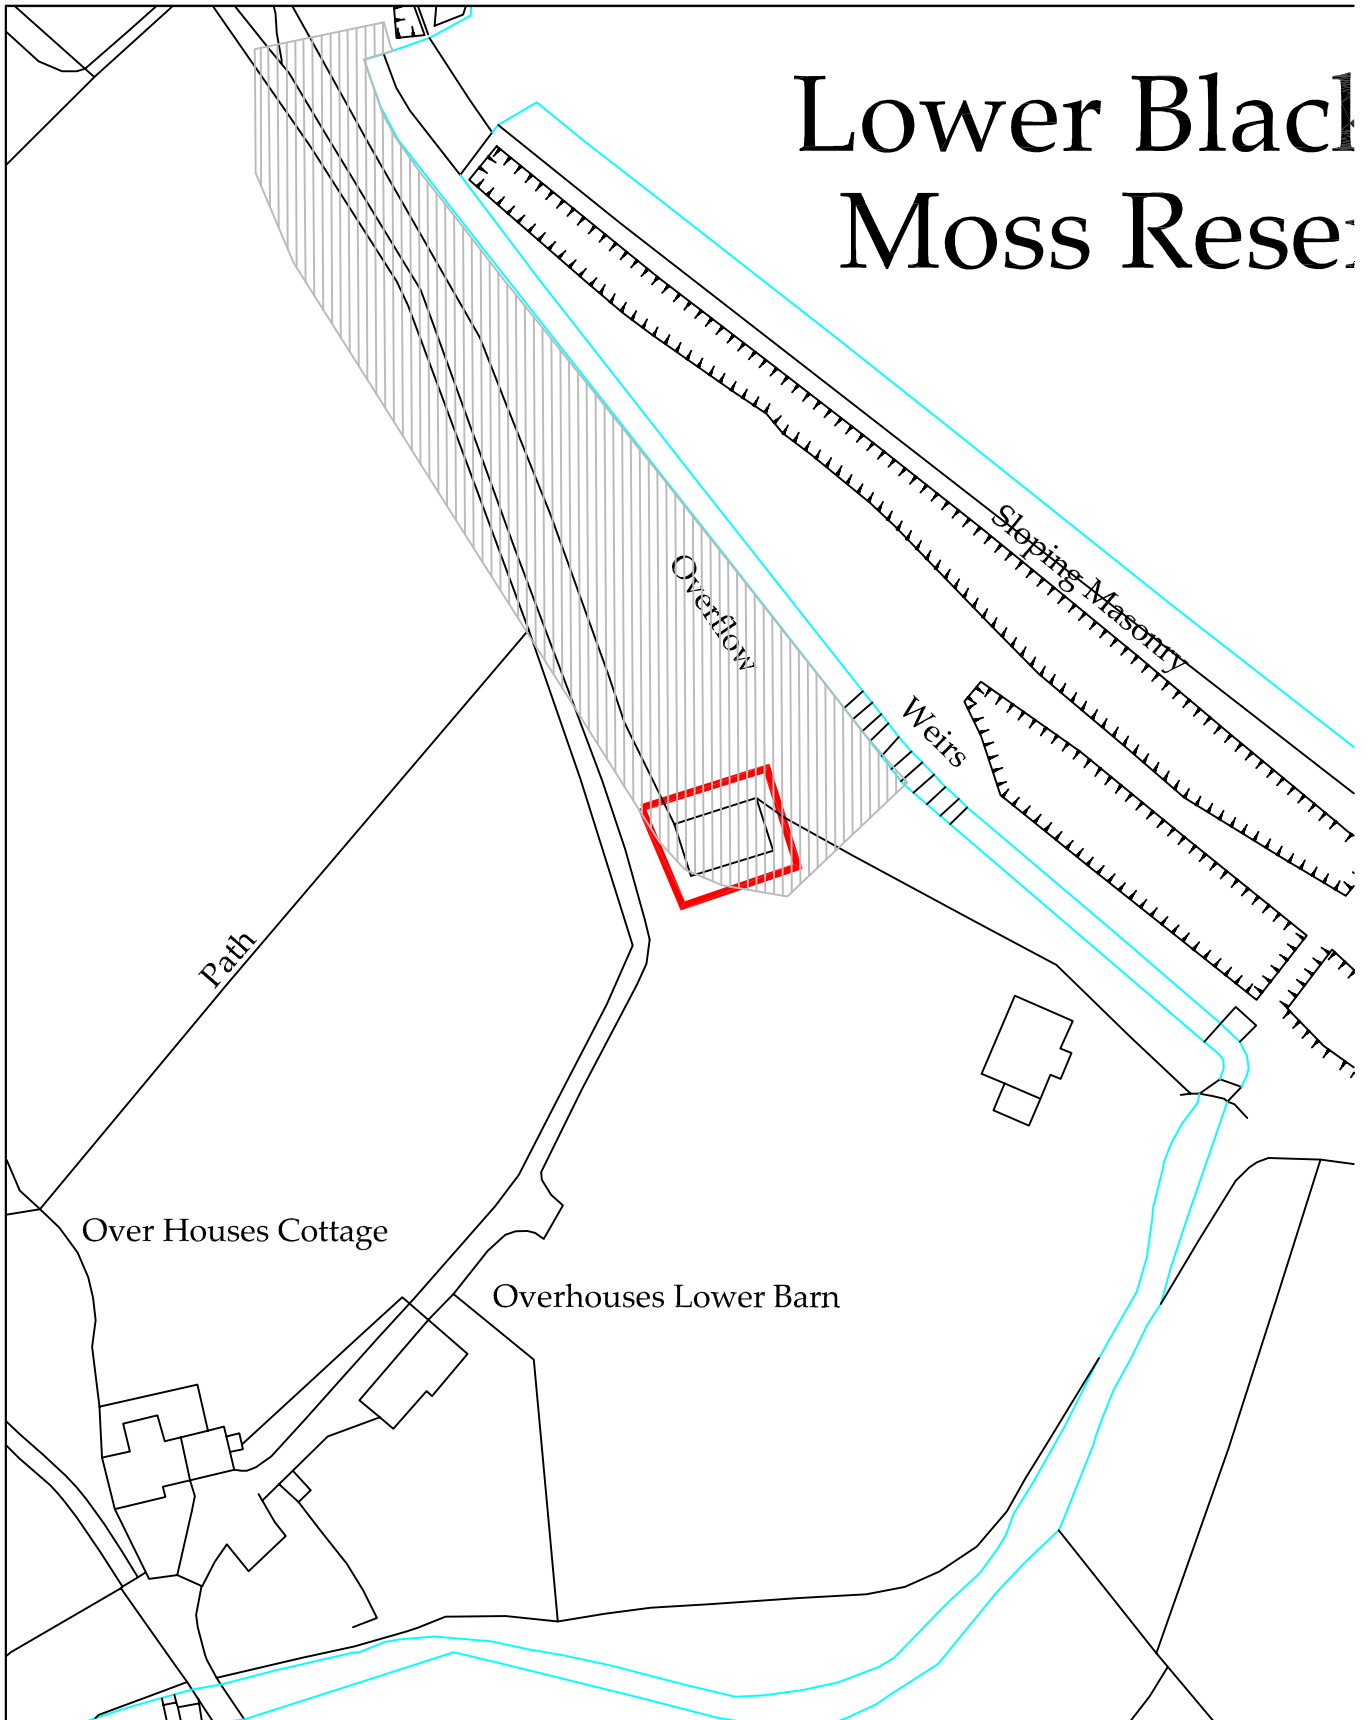 Lower Black
Moss Reser
Sloping Masonry
Overflow
Weirs
Path
Over Houses Cottage
Overhouses Lower Barn